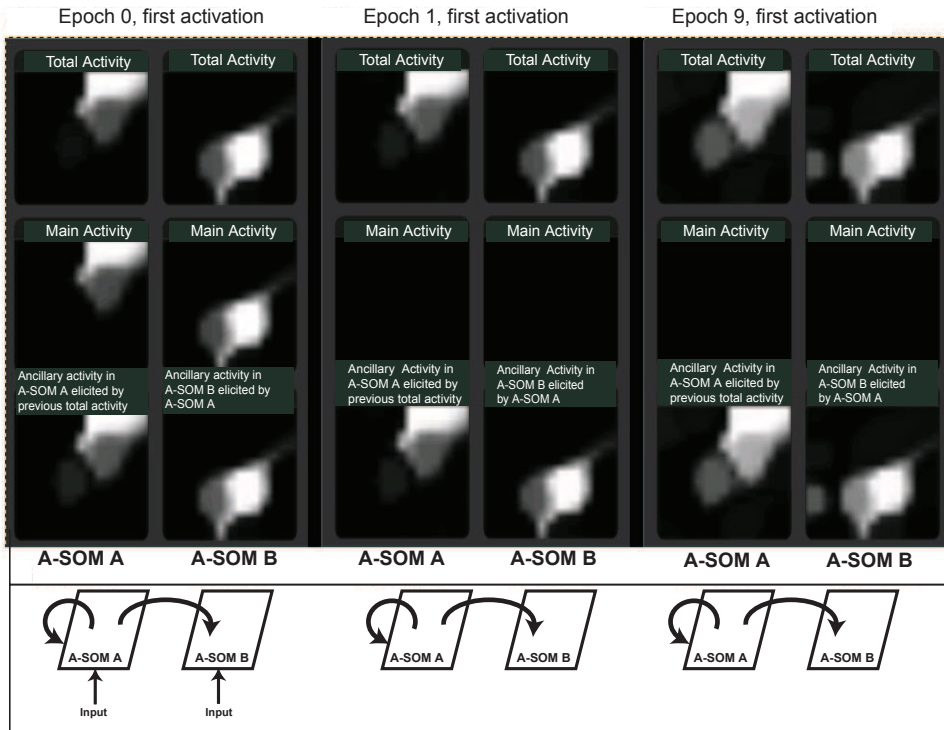 Epoch 0, first activation
Epoch 1, first activation
Epoch 9, first activation
Total Activity
Total Activity
Total Activity
Total Activity
Total Activity
Total Activity
Main Activity
Main Activity
Main Activity
Main Activity
Main Activity
Main Activity
Ancillary activity in
A-SOM A elicited by
previous total activity
Ancillary activity in
A-SOM B elicited by
A-SOM A
Ancillary Activity in
A-SOM A elicited by
previous total activity
Ancillary Activity in
A-SOM B elicited
by A-SOM A
Ancillary Activity in
A-SOM A elicited by
previous total activity
Ancillary Activity in
A-SOM B elicited
by A-SOM A
A-SOM A
A-SOM B
A-SOM A
A-SOM B
A-SOM A
A-SOM B
A-SOM A
A-SOM B
A-SOM A
A-SOM B
A-SOM A
A-SOM B
Input
Input